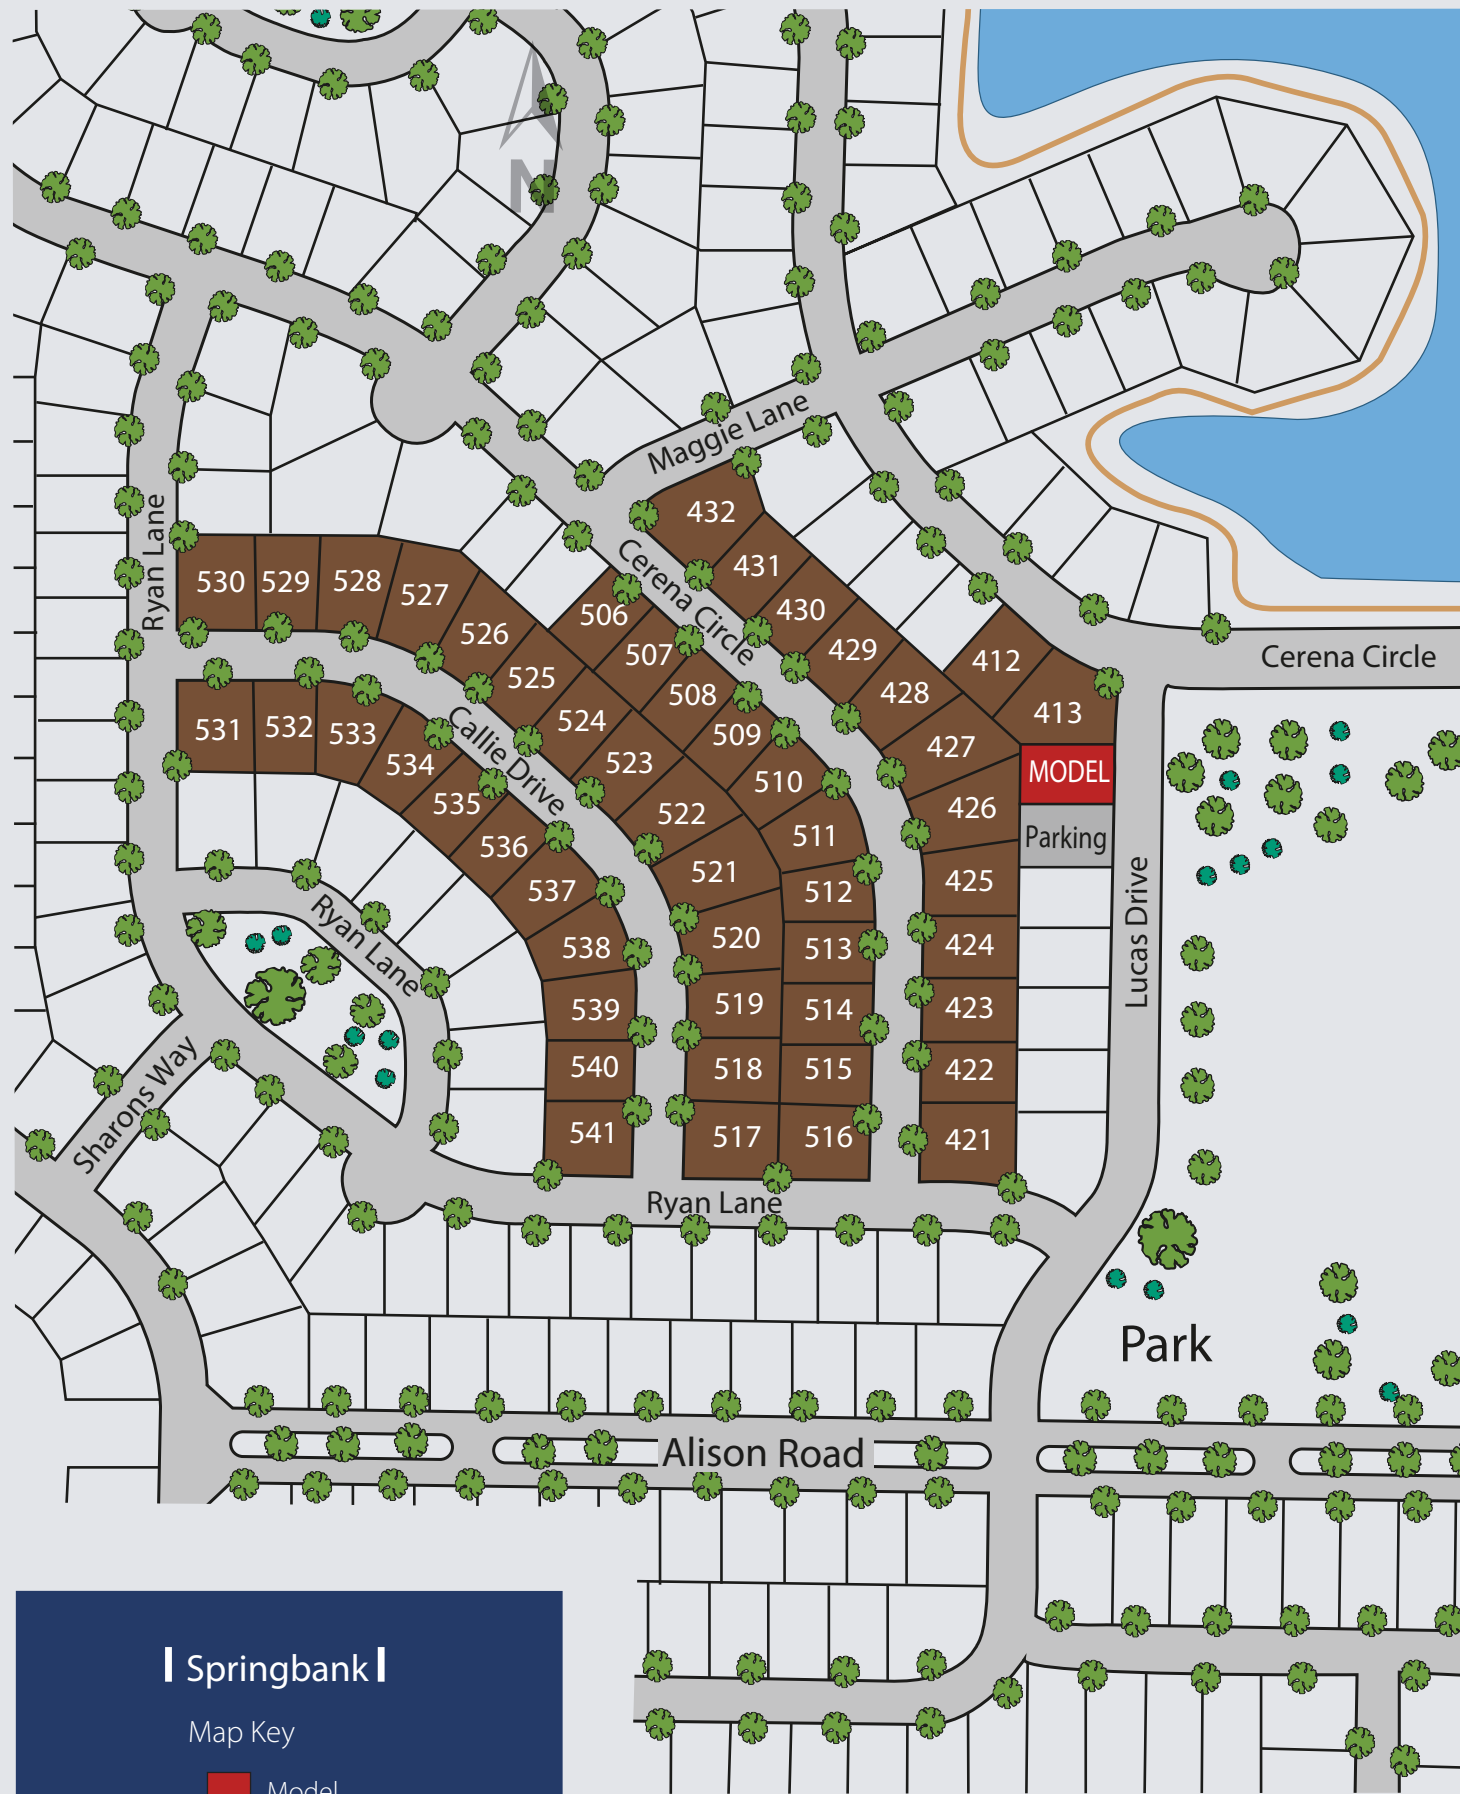 N
Maggie Lane
432
Cerena Circle
431
530
529
528
527
Ryan Lane
506
430
526
507
429
412
Cerena Circle
525
508
428
413
531
532
533
524
509
427
Callie Drive
534
523
510
MODEL
535
522
426
511
Parking
536
521
512
425
537
Ryan Lane
538
520
513
424
Lucas Drive
539
519
514
423
540
518
515
422
Sharons Way
541
517
516
421
Ryan Lane
Park
Alison Road
Springbank
Map Key
Model